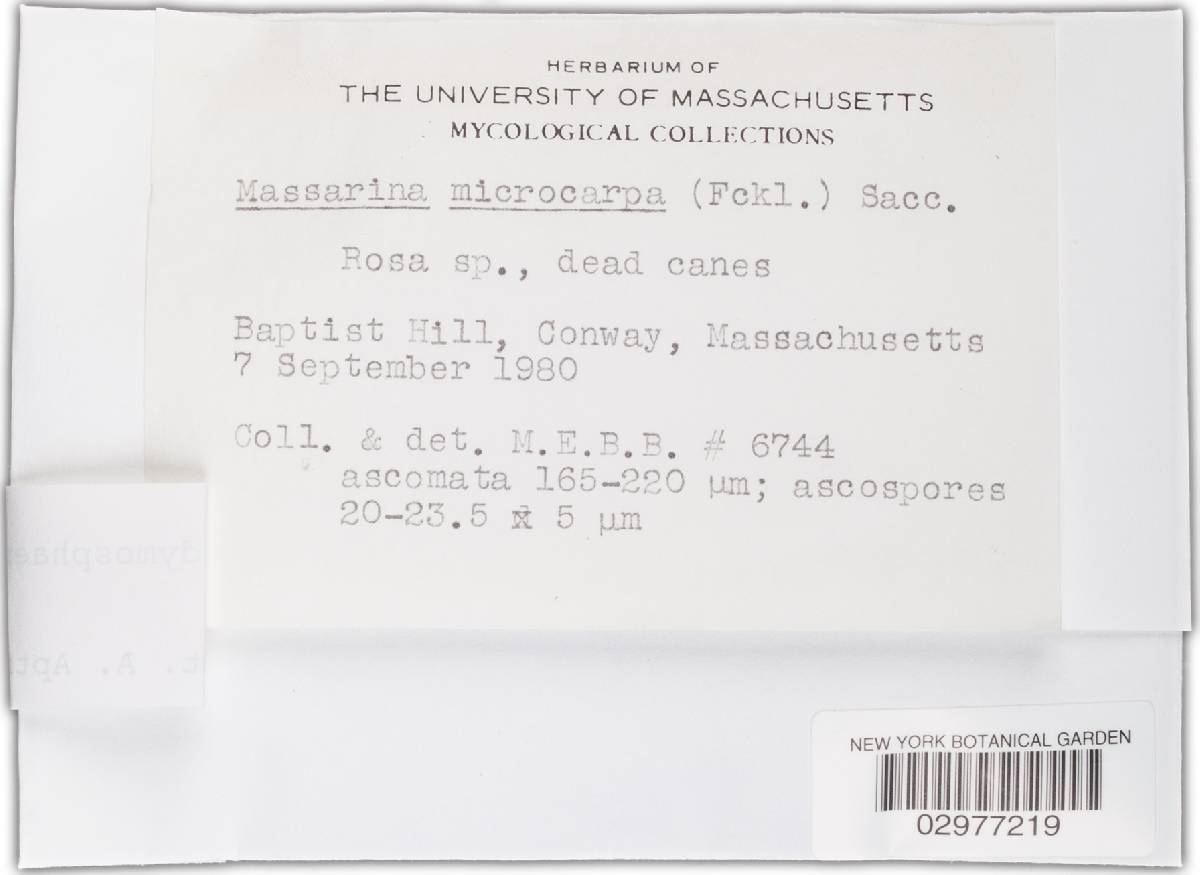 HERBARIUM OF
THE UNIVERSITY OF MASSACHUSETTS
MYCOLOGICAL COLLECTIONS
Massarina microcarpa (Fckl.) Sacc.
Rosa sp., dead canes
Baptist Hill, Conway, Massachusetts
7 September 1980
Coll. & det. M.E.B.B. # 6744
ascomata 165-220 µm; ascospores
20-23.5 x 5 µm
NEW YORK BOTANICAL GARDEN
02977219